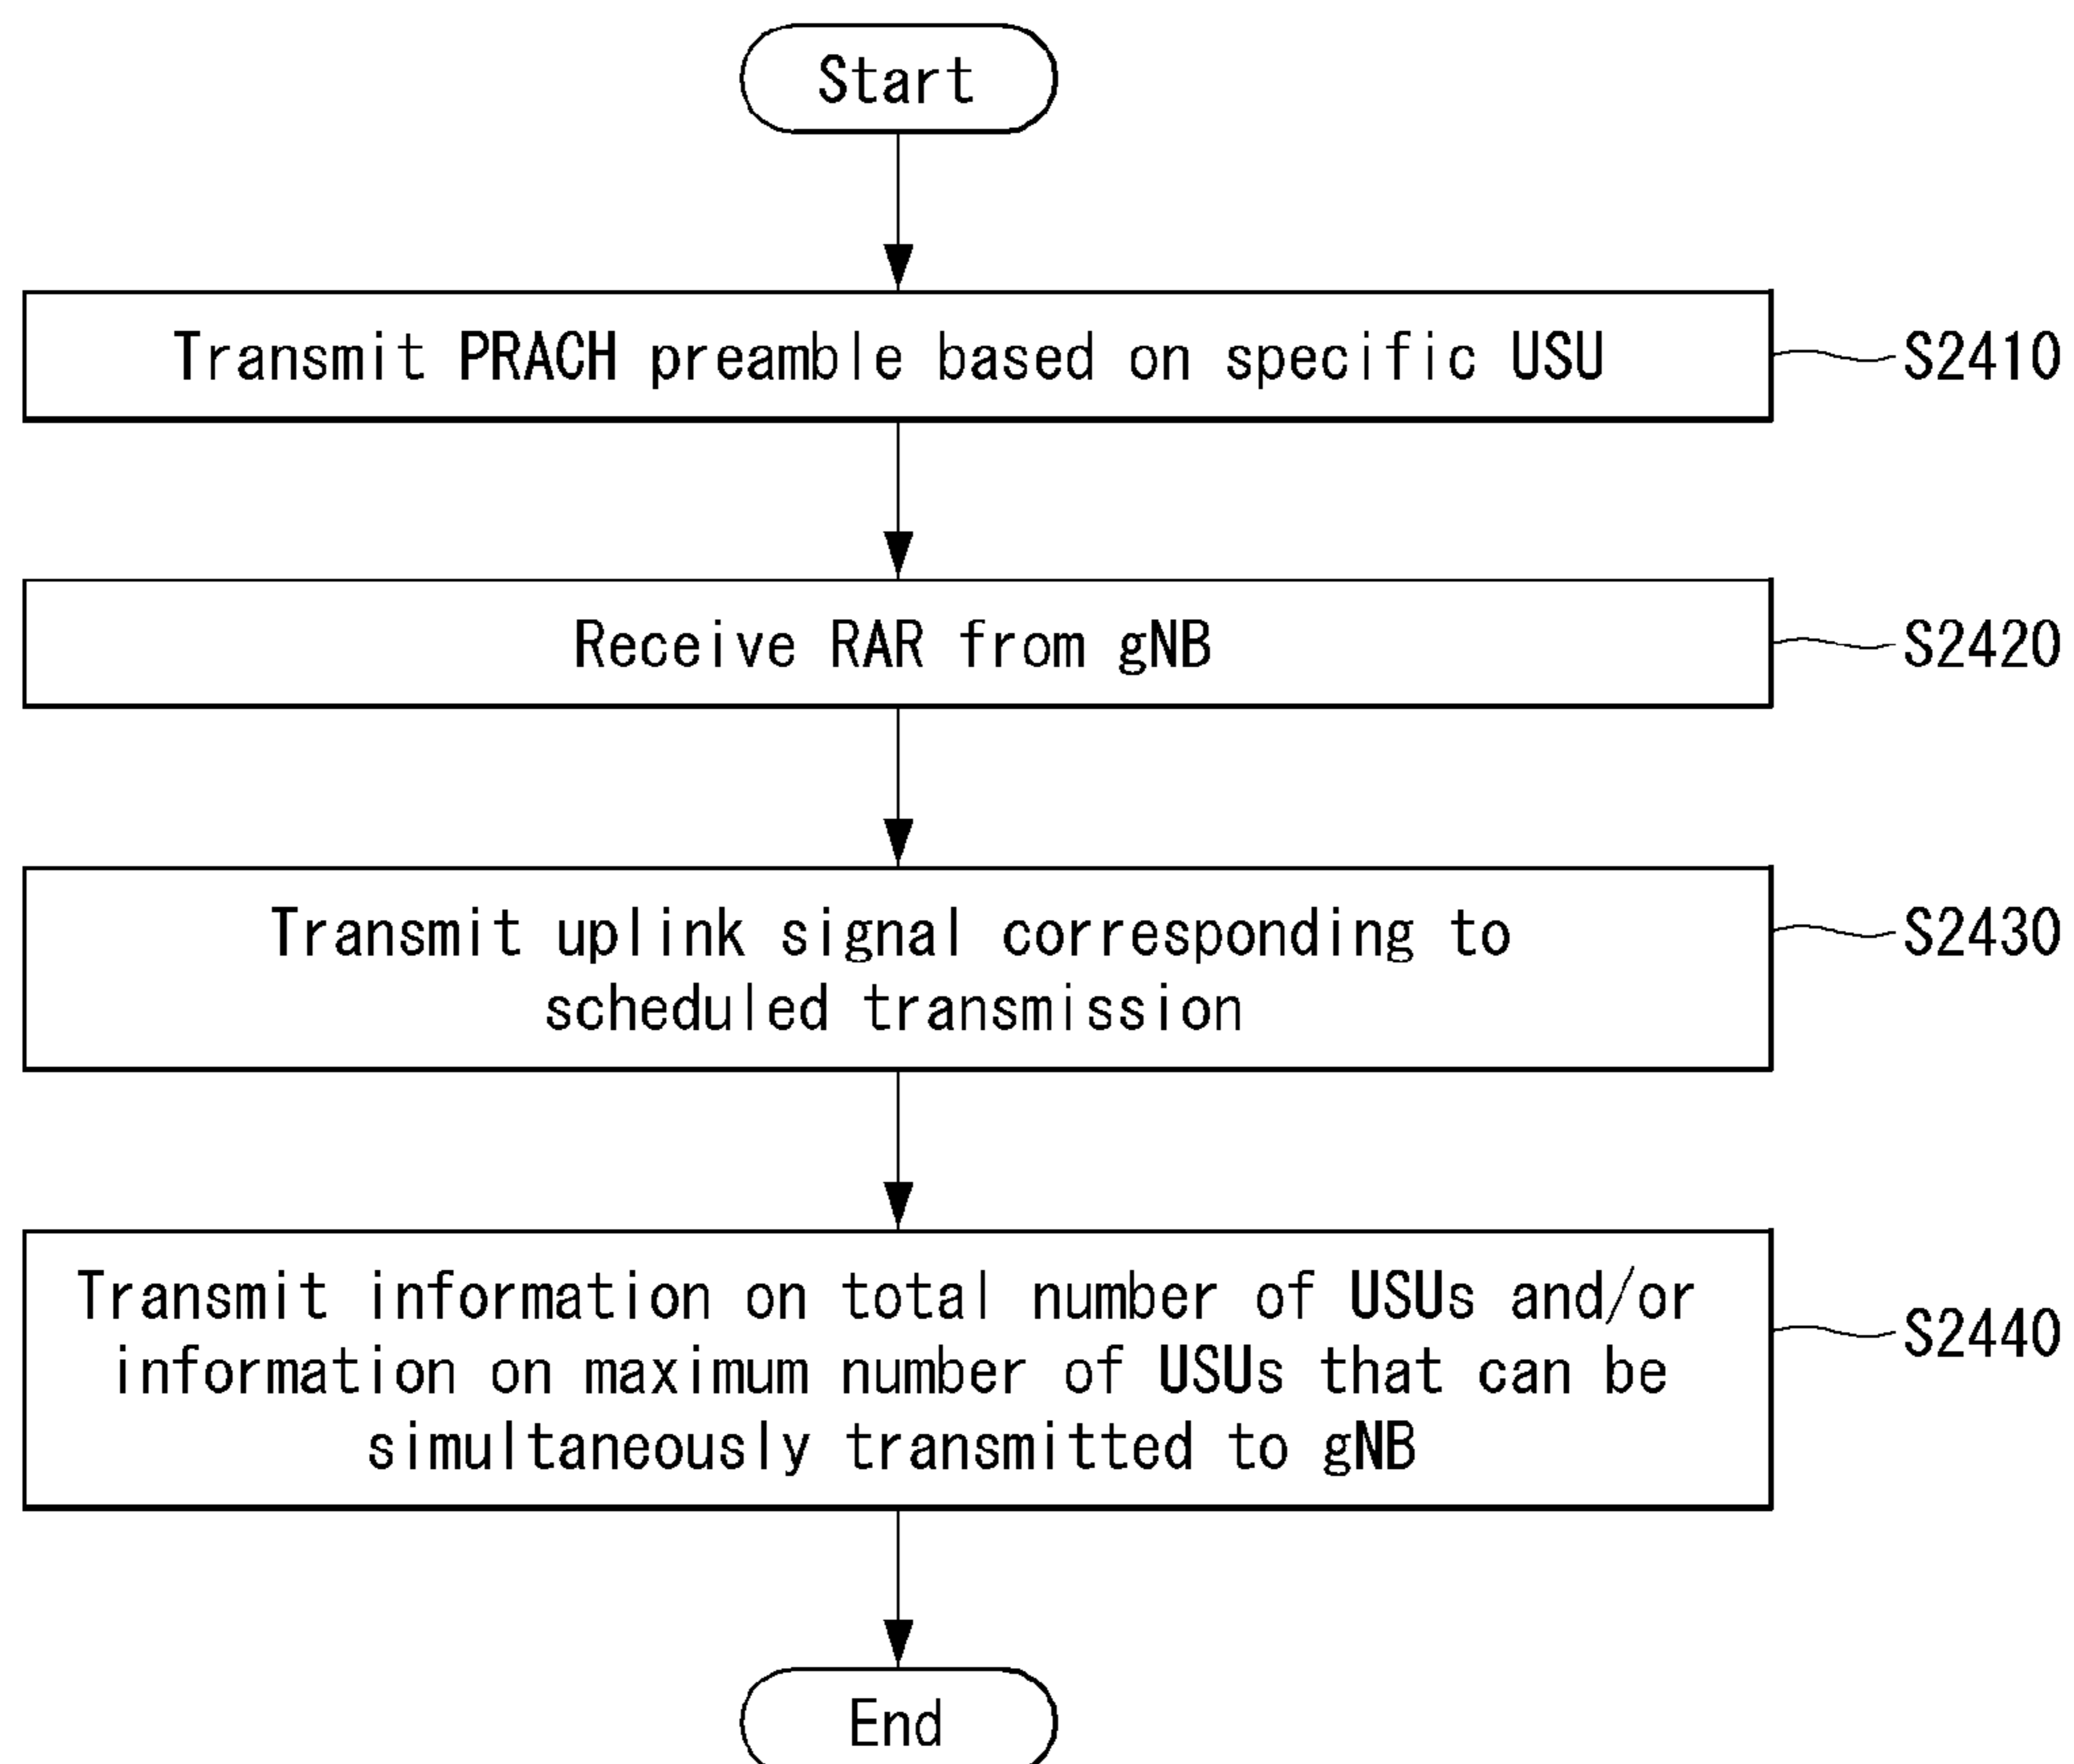 Start
Transmit PRACH preamble based on specific USU
S2410
Receive RAR from gNB
S2420
Transmit uplink signal corresponding to
scheduled transmission
S2430
Transmit information on total number of USUs and/or
information on maximum number of USUs that can be
simultaneously transmitted to gNB
S2440
End